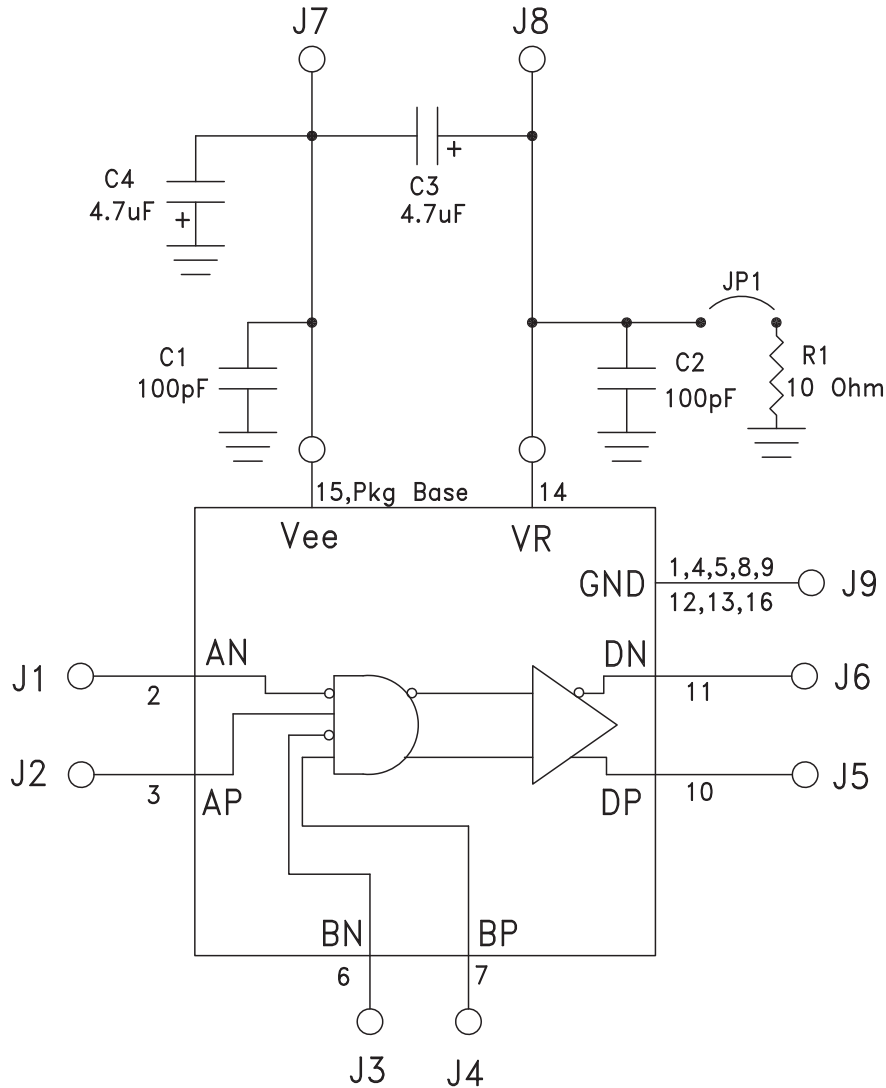 J7
J8
C4
4.7uF
+
+
C3
4.7uF
JP1
C1
100pF
C2
100pF
R1
10 Ohm
15,Pkg Base
14
Vee
VR
GND
1,4,5,8,9
12,13,16
J9
J1
AN
2
DN
11
J6
J2
3
AP
DP
10
J5
BN
BP
6
7
J3
J4